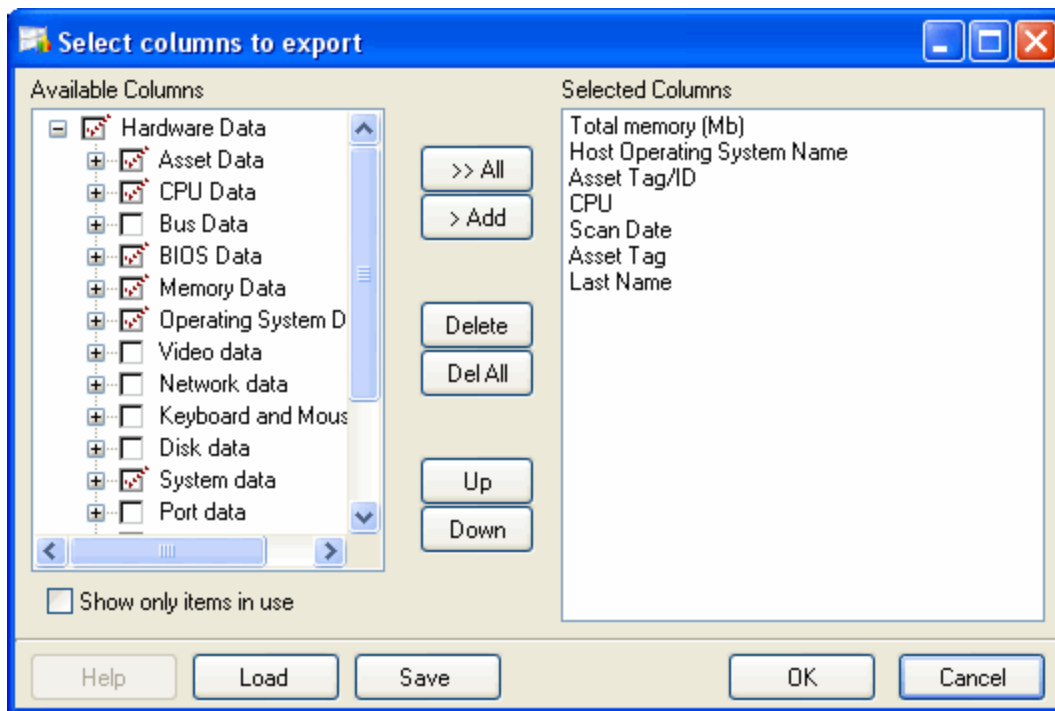 Select columns to export
Available Columns
Hardware Data
Asset Data
CPU Data
Bus Data
BIOS Data
Memory Data
Operating System D
Video data
Network data
Keyboard and Mous
Disk data
System data
Port data
Show only items in use
>> All
> Add
Delete
Del All
Up
Down
Selected Columns
Total memory (Mb)
Host Operating System Name
Asset Tag/ID
CPU
Scan Date
Asset Tag
Last Name
Help
Load
Save
OK
Cancel